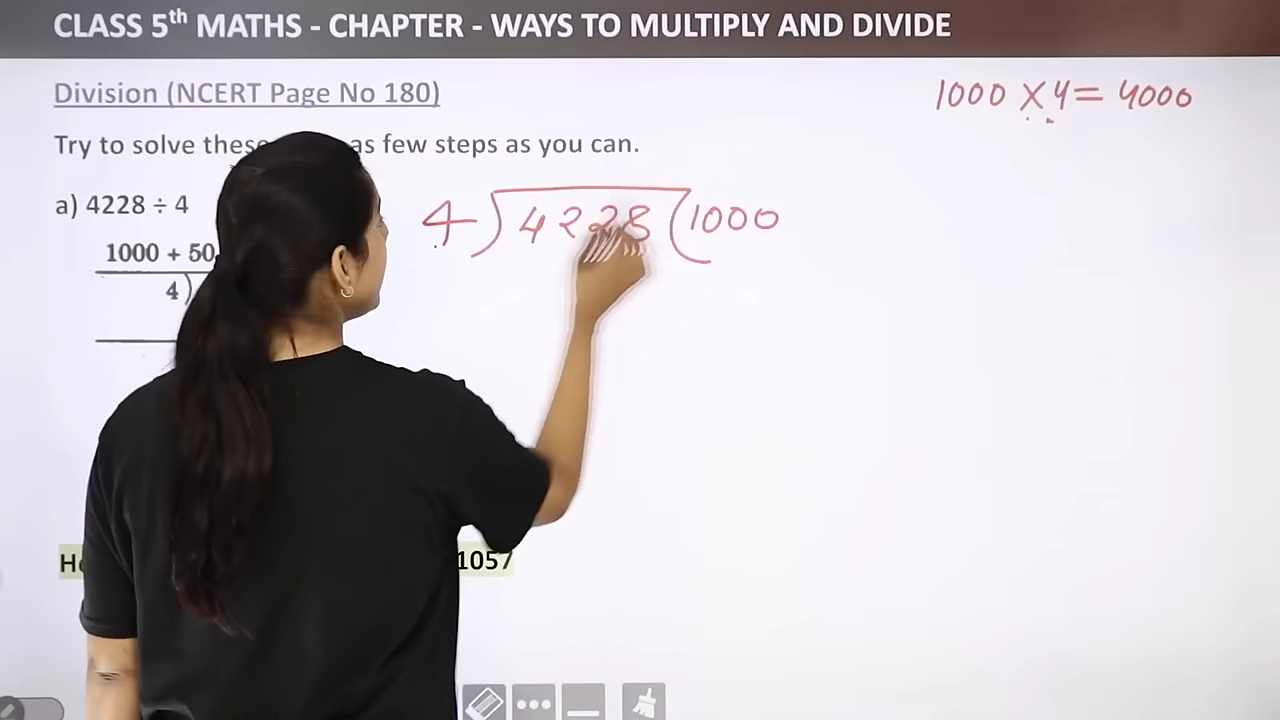 CLASS 5th MATHS - CHAPTER - WAYS TO MULTIPLY AND DIVIDE
Division (NCERT Page No 180)
1000 X 4 = 4000
Try to solve these as few steps as you can.
a) 4228 ÷ 4
4 ) 4228 ( 1000
1000 + 50
4 )
1057